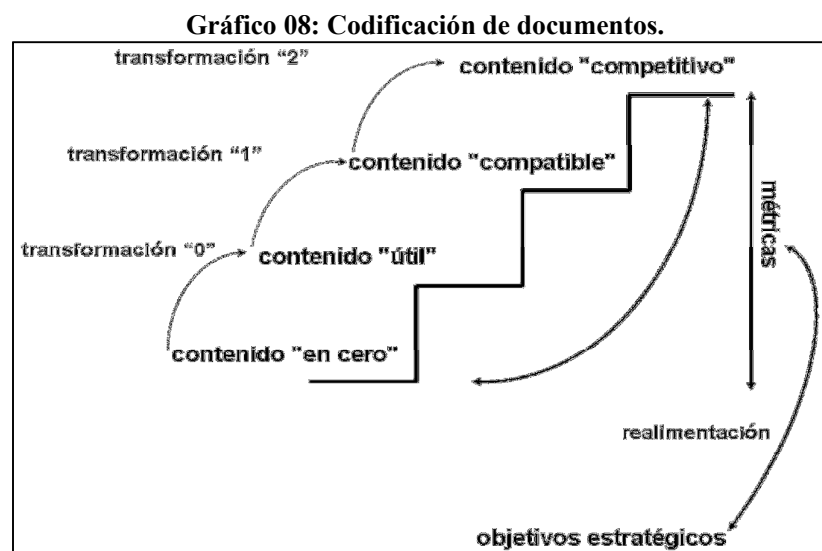 Gráfico 08: Codificación de documentos.
transformación “2”
contenido "competitivo"
transformación “1”
contenido "compatible"
métricas
transformación “0”
contenido "útil"
contenido "en cero"
realimentación
objetivos estratégicos